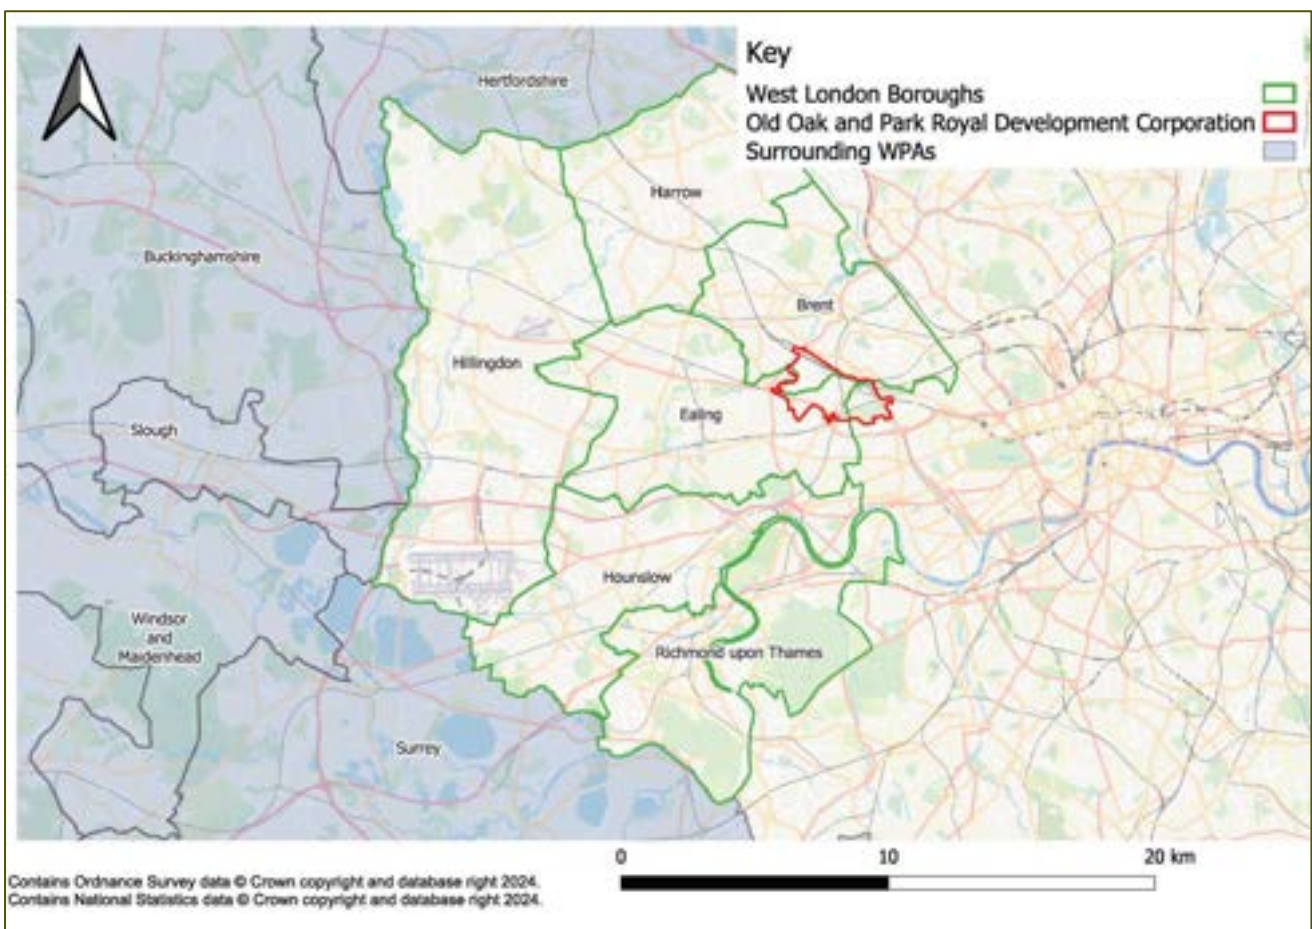 Key
West London Boroughs
Old Oak and Park Royal Development Corporation
Surrounding WPAs
Hertfordshire
Harrow
Buckinghamshire
Brent
Hillingdon
Ealing
Slough
Hounslow
Windsor
and
Maidenhead
Richmond upon Thames
Surrey
0
10
20 km
Contains Ordnance Survey data © Crown copyright and database right 2024.
Contains National Statistics data © Crown copyright and database right 2024.